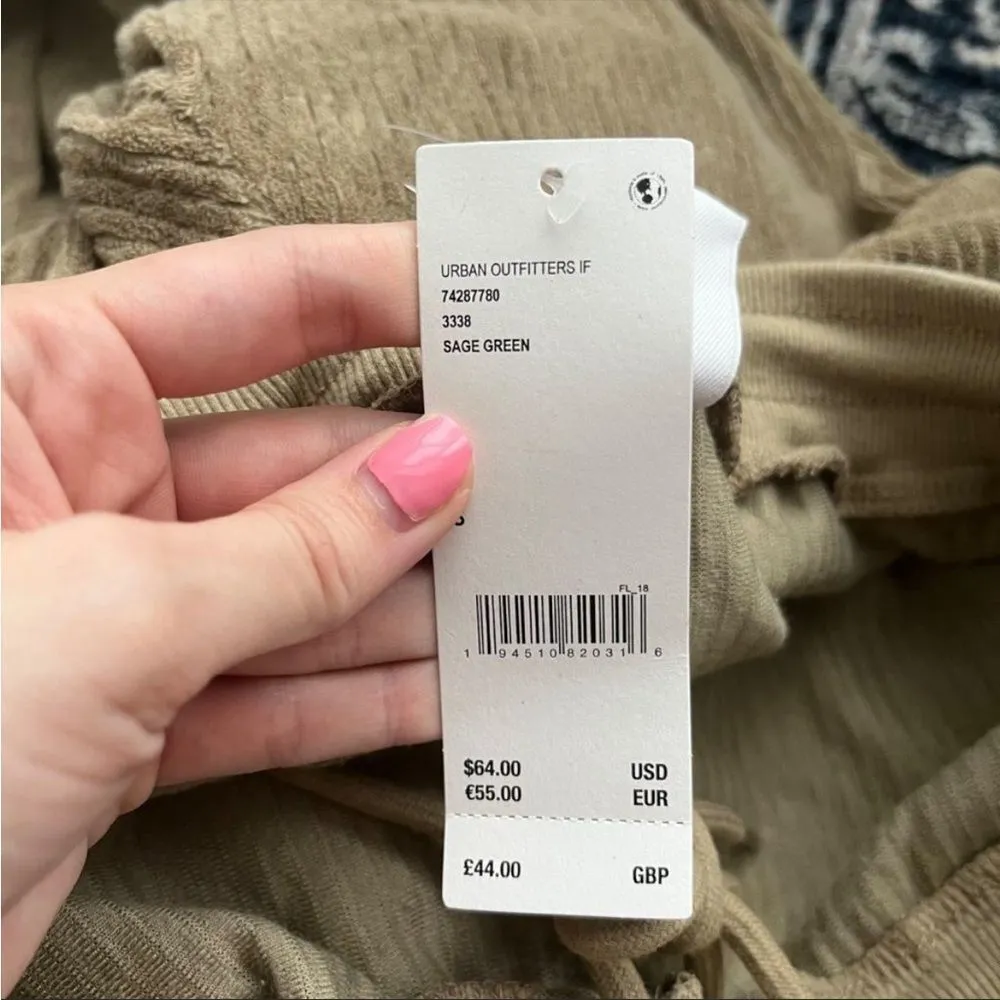 URBAN OUTFITTERS IF
74287780
3338
SAGE GREEN
FL_18
1 94510 82031 6
$64.00 USD
€55.00 EUR
£44.00 GBP